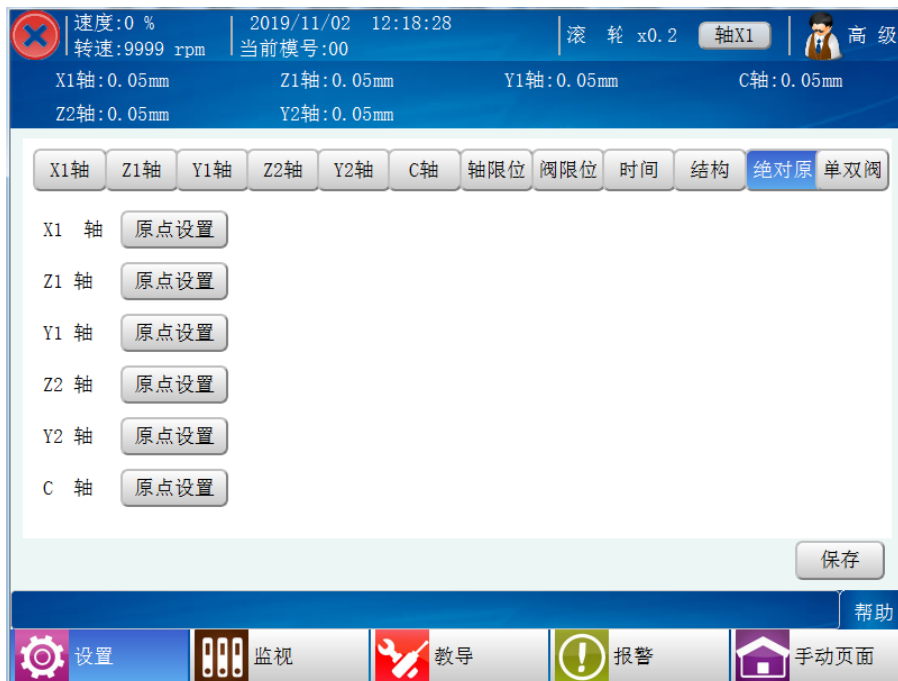 速度:0 % 2019/11/02 12:18:28 滚 轮 x0.2 轴X1 高 级
转速:9999 rpm 当前模号:00
X1轴:0.05mm Z1轴:0.05mm Y1轴:0.05mm C轴:0.05mm
Z2轴:0.05mm Y2轴:0.05mm
X1轴 Z1轴 Y1轴 Z2轴 Y2轴 C轴 轴限位 阀限位 时间 结构 绝对原 单双阀
X1 轴 原点设置
Z1 轴 原点设置
Y1 轴 原点设置
Z2 轴 原点设置
Y2 轴 原点设置
C 轴 原点设置
保存
帮助
设置 监视 教导 报警 手动页面